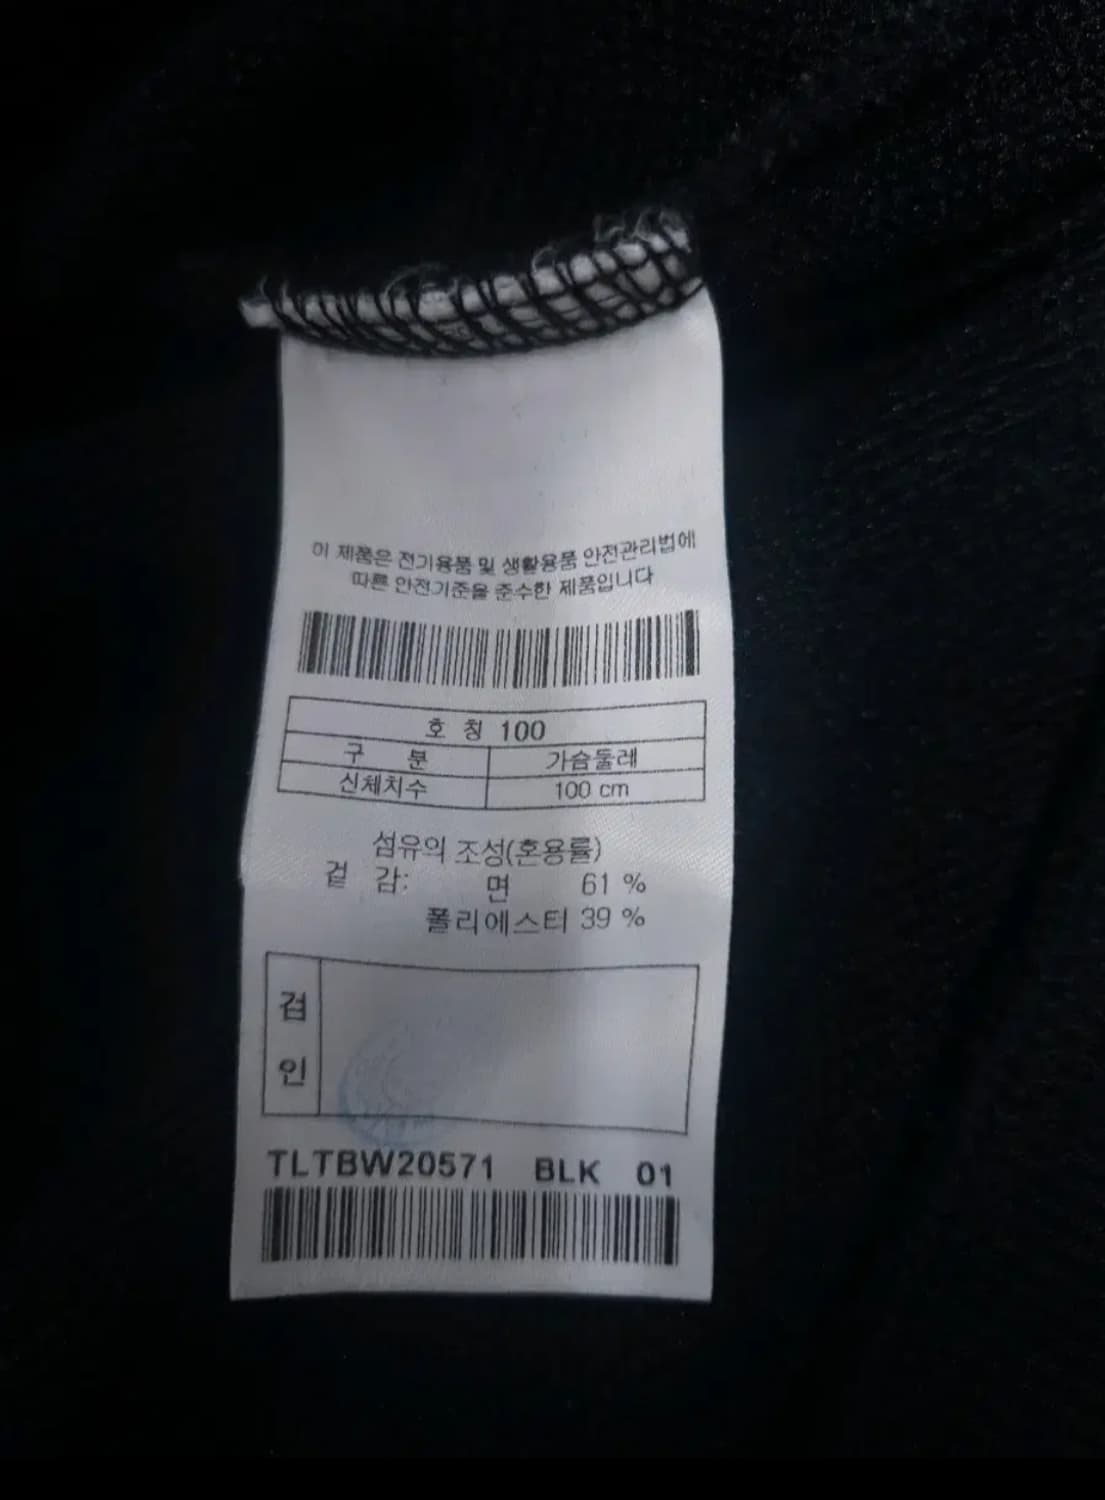 이 제품은 전기용품 및 생활용품 안전관리법에
따른 안전기준을 준수한 제품입니다
호 칭 100
구 분 가슴둘레
신체치수 100 cm
섬유의 조성(혼용률)
겉 감: 면 61 %
폴리에스터 39 %
검
인
TLTBW20571 BLK 01